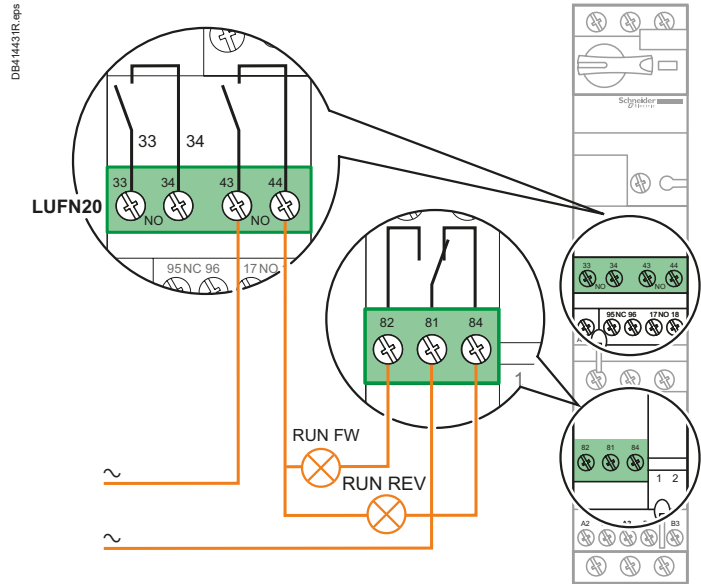 DB414431R.eps
33 34
33 34 43 44
LUFN20
NO NO
95 NC 96 17 NO
82 81 84
1
RUN FW
RUN REV
~
~
Schneider
Electric
33 34 43 44
NO NO
95 NC 96 17 NO 18
A
82 81 84
1 2
A2 B3